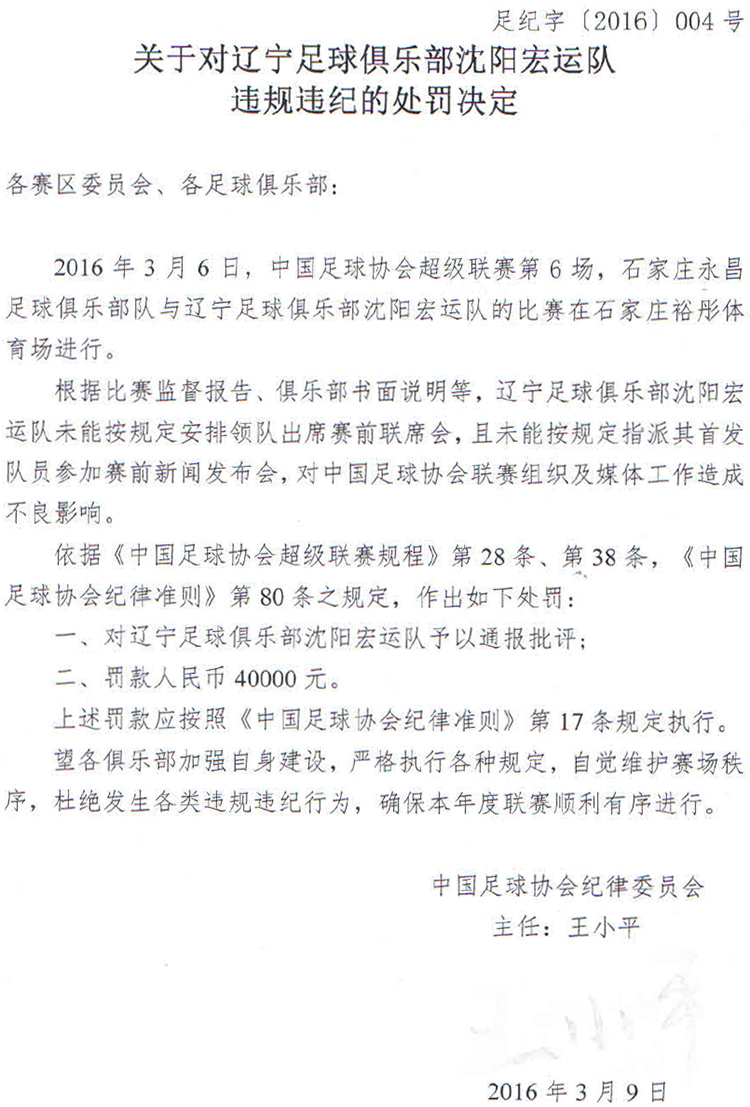 足纪字〔2016〕004号
关于对辽宁足球俱乐部沈阳宏运队
违规违纪的处罚决定
各赛区委员会、各足球俱乐部：
2016年3月6日，中国足球协会超级联赛第6场，石家庄永昌
足球俱乐部队与辽宁足球俱乐部沈阳宏运队的比赛在石家庄裕彤体
育场进行。
根据比赛监督报告、俱乐部书面说明等，辽宁足球俱乐部沈阳宏
运队未能按规定安排领队出席赛前联席会，且未能按规定指派其首发
队员参加赛前新闻发布会，对中国足球协会联赛组织及媒体工作造成
不良影响。
依据《中国足球协会超级联赛规程》第28条、第38条，《中国
足球协会纪律准则》第80条之规定，作出如下处罚：
一、对辽宁足球俱乐部沈阳宏运队予以通报批评；
二、罚款人民币40000元。
上述罚款应按照《中国足球协会纪律准则》第17条规定执行。
望各俱乐部加强自身建设，严格执行各种规定，自觉维护赛场秩
序，杜绝发生各类违规违纪行为，确保本年度联赛顺利有序进行。
中国足球协会纪律委员会
主任：王小平
王小平
2016年3月9日